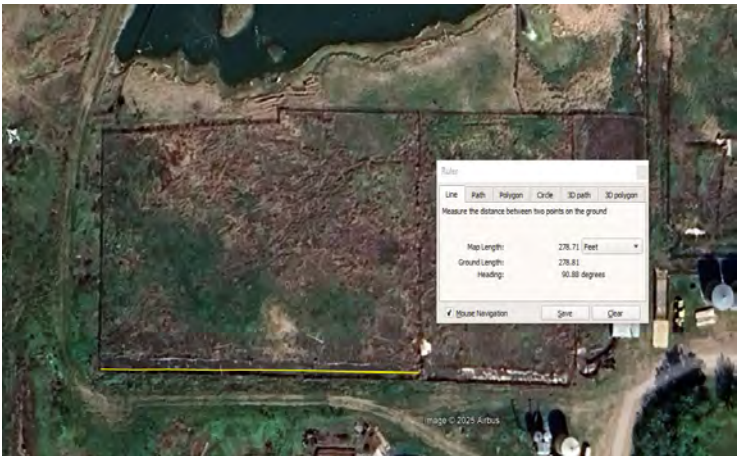 Ruler
Line Path Polygon Circle 3D path 3D polygon
Measure the distance between two points on the ground
Map Length: 278.71 Feet
Ground Length: 278.81
Heading: 90.88 degrees
Mouse Navigation Save Clear
Image © 2025 Airbus